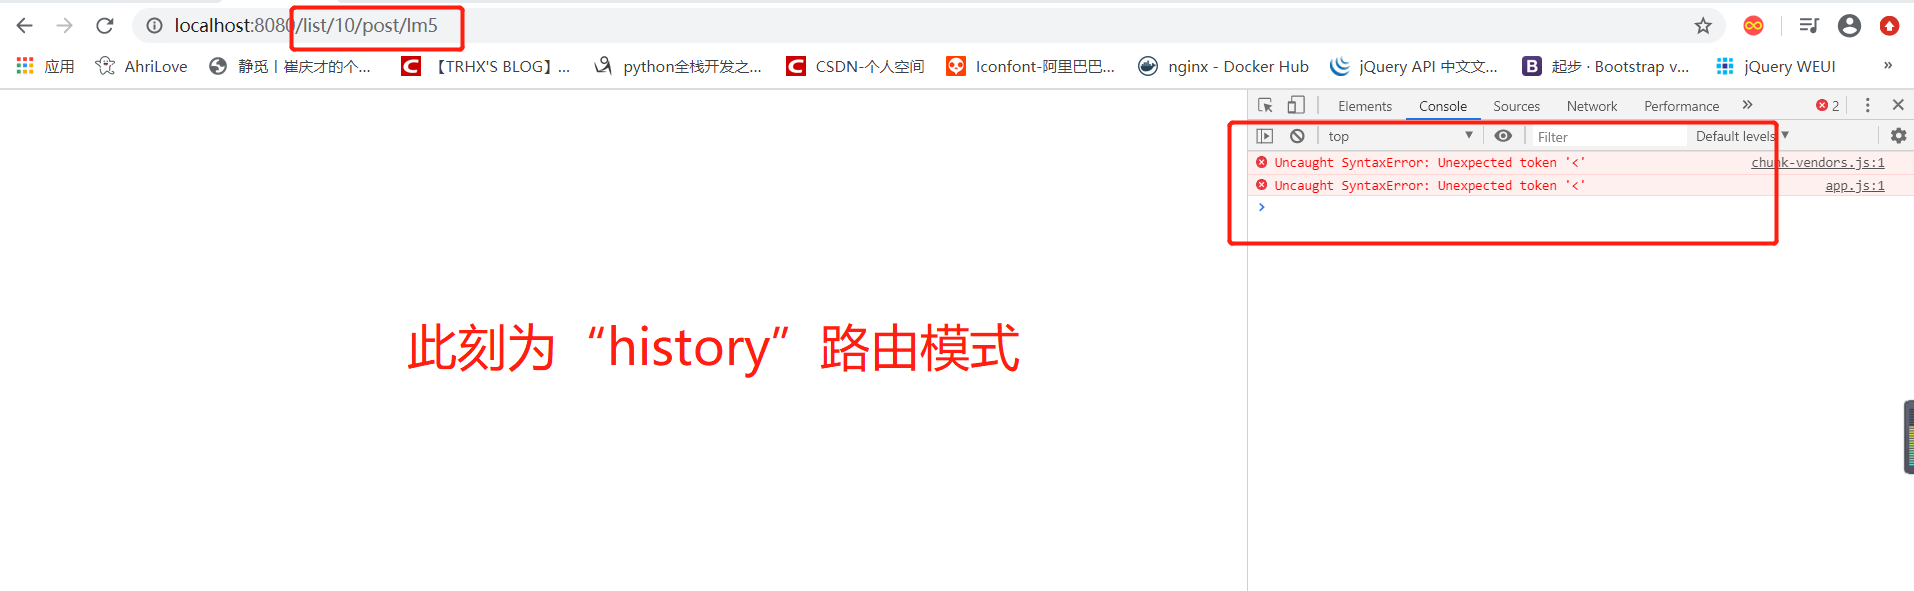 localhost:8080/list/10/post/lm5
应用 AhriLove 静觅丨崔庆才的个... 【TRHX'S BLOG】... python全栈开发之... CSDN-个人空间 Iconfont-阿里巴巴... nginx - Docker Hub jQuery API 中文文... 起步 · Bootstrap v... jQuery WEUI »
Elements Console Sources Network Performance » 2
top Filter Default levels
Uncaught SyntaxError: Unexpected token '<' chunk-vendors.js:1
Uncaught SyntaxError: Unexpected token '<' app.js:1
此刻为“history”路由模式